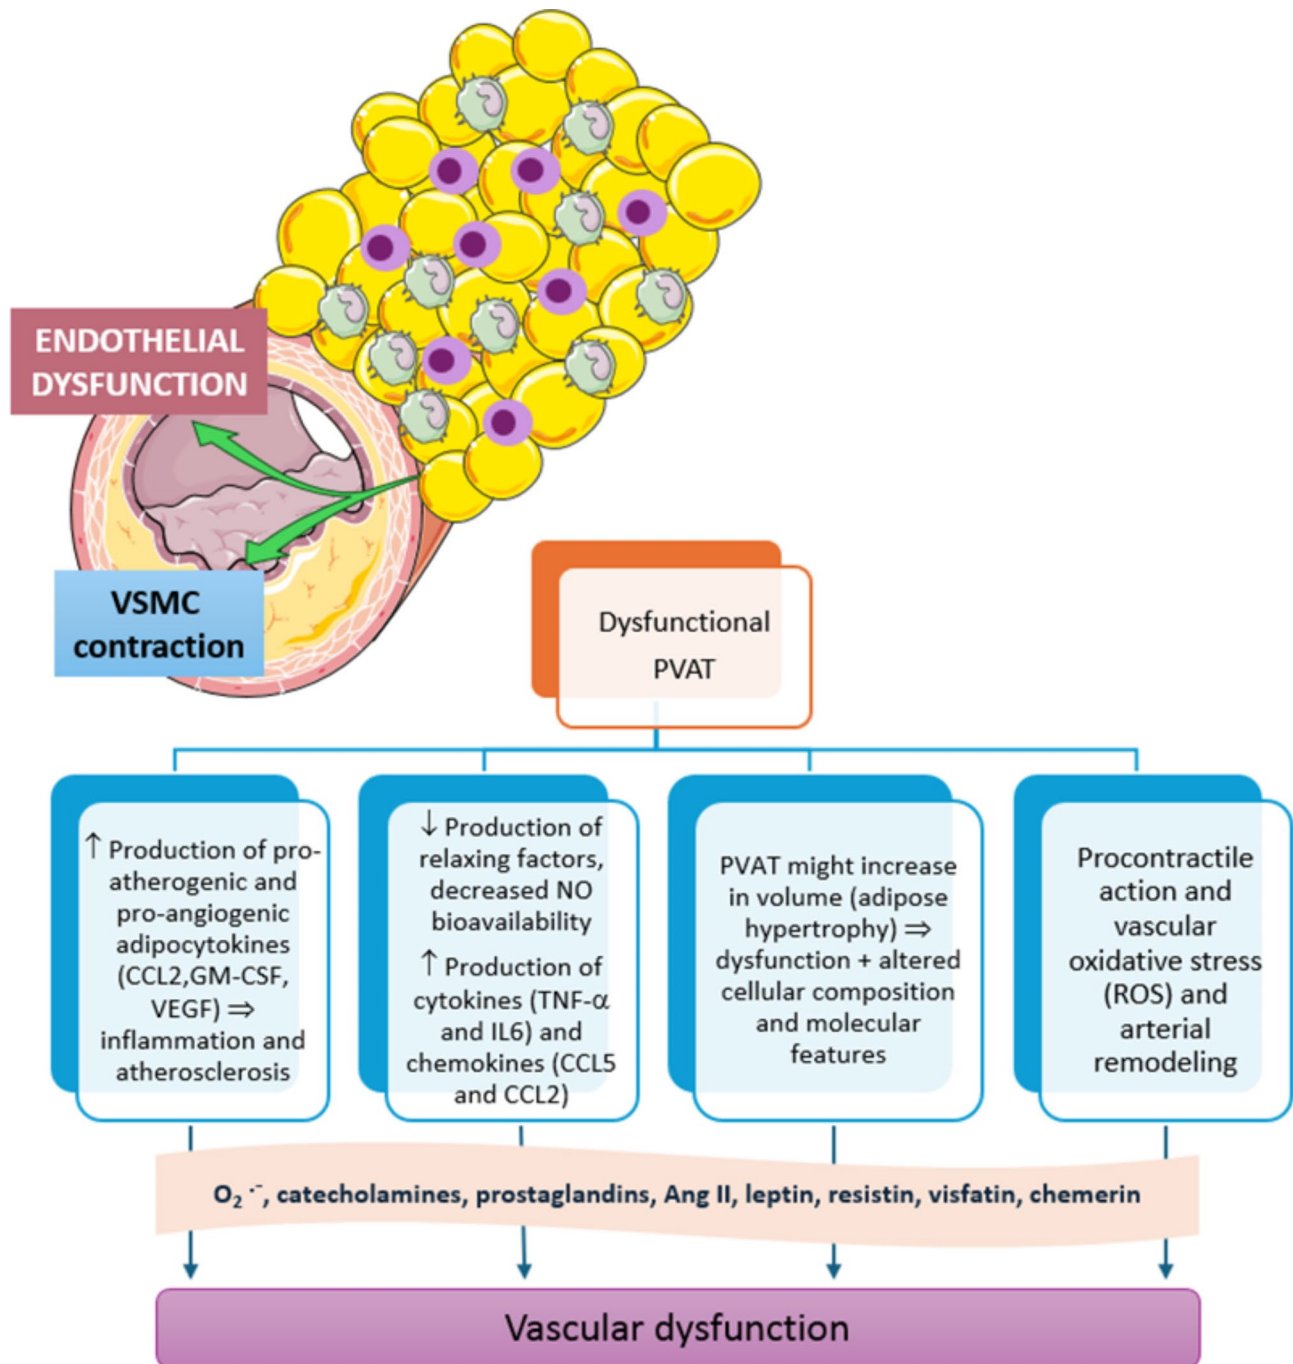 ENDOTHELIAL
DYSFUNCTION
VSMC
contraction
Dysfunctional
PVAT
↑ Production of pro-
atherogenic and
pro-angiogenic
adipocytokines
(CCL2,GM-CSF,
VEGF) ⇒
inflammation and
atherosclerosis
↓ Production of
relaxing factors,
decreased NO
bioavailability
↑ Production of
cytokines (TNF-α
and IL6) and
chemokines (CCL5
and CCL2)
PVAT might increase
in volume (adipose
hypertrophy) ⇒
dysfunction + altered
cellular composition
and molecular
features
Procontractile
action and
vascular
oxidative stress
(ROS) and
arterial
remodeling
O₂ ·⁻, catecholamines, prostaglandins, Ang II, leptin, resistin, visfatin, chemerin
Vascular dysfunction